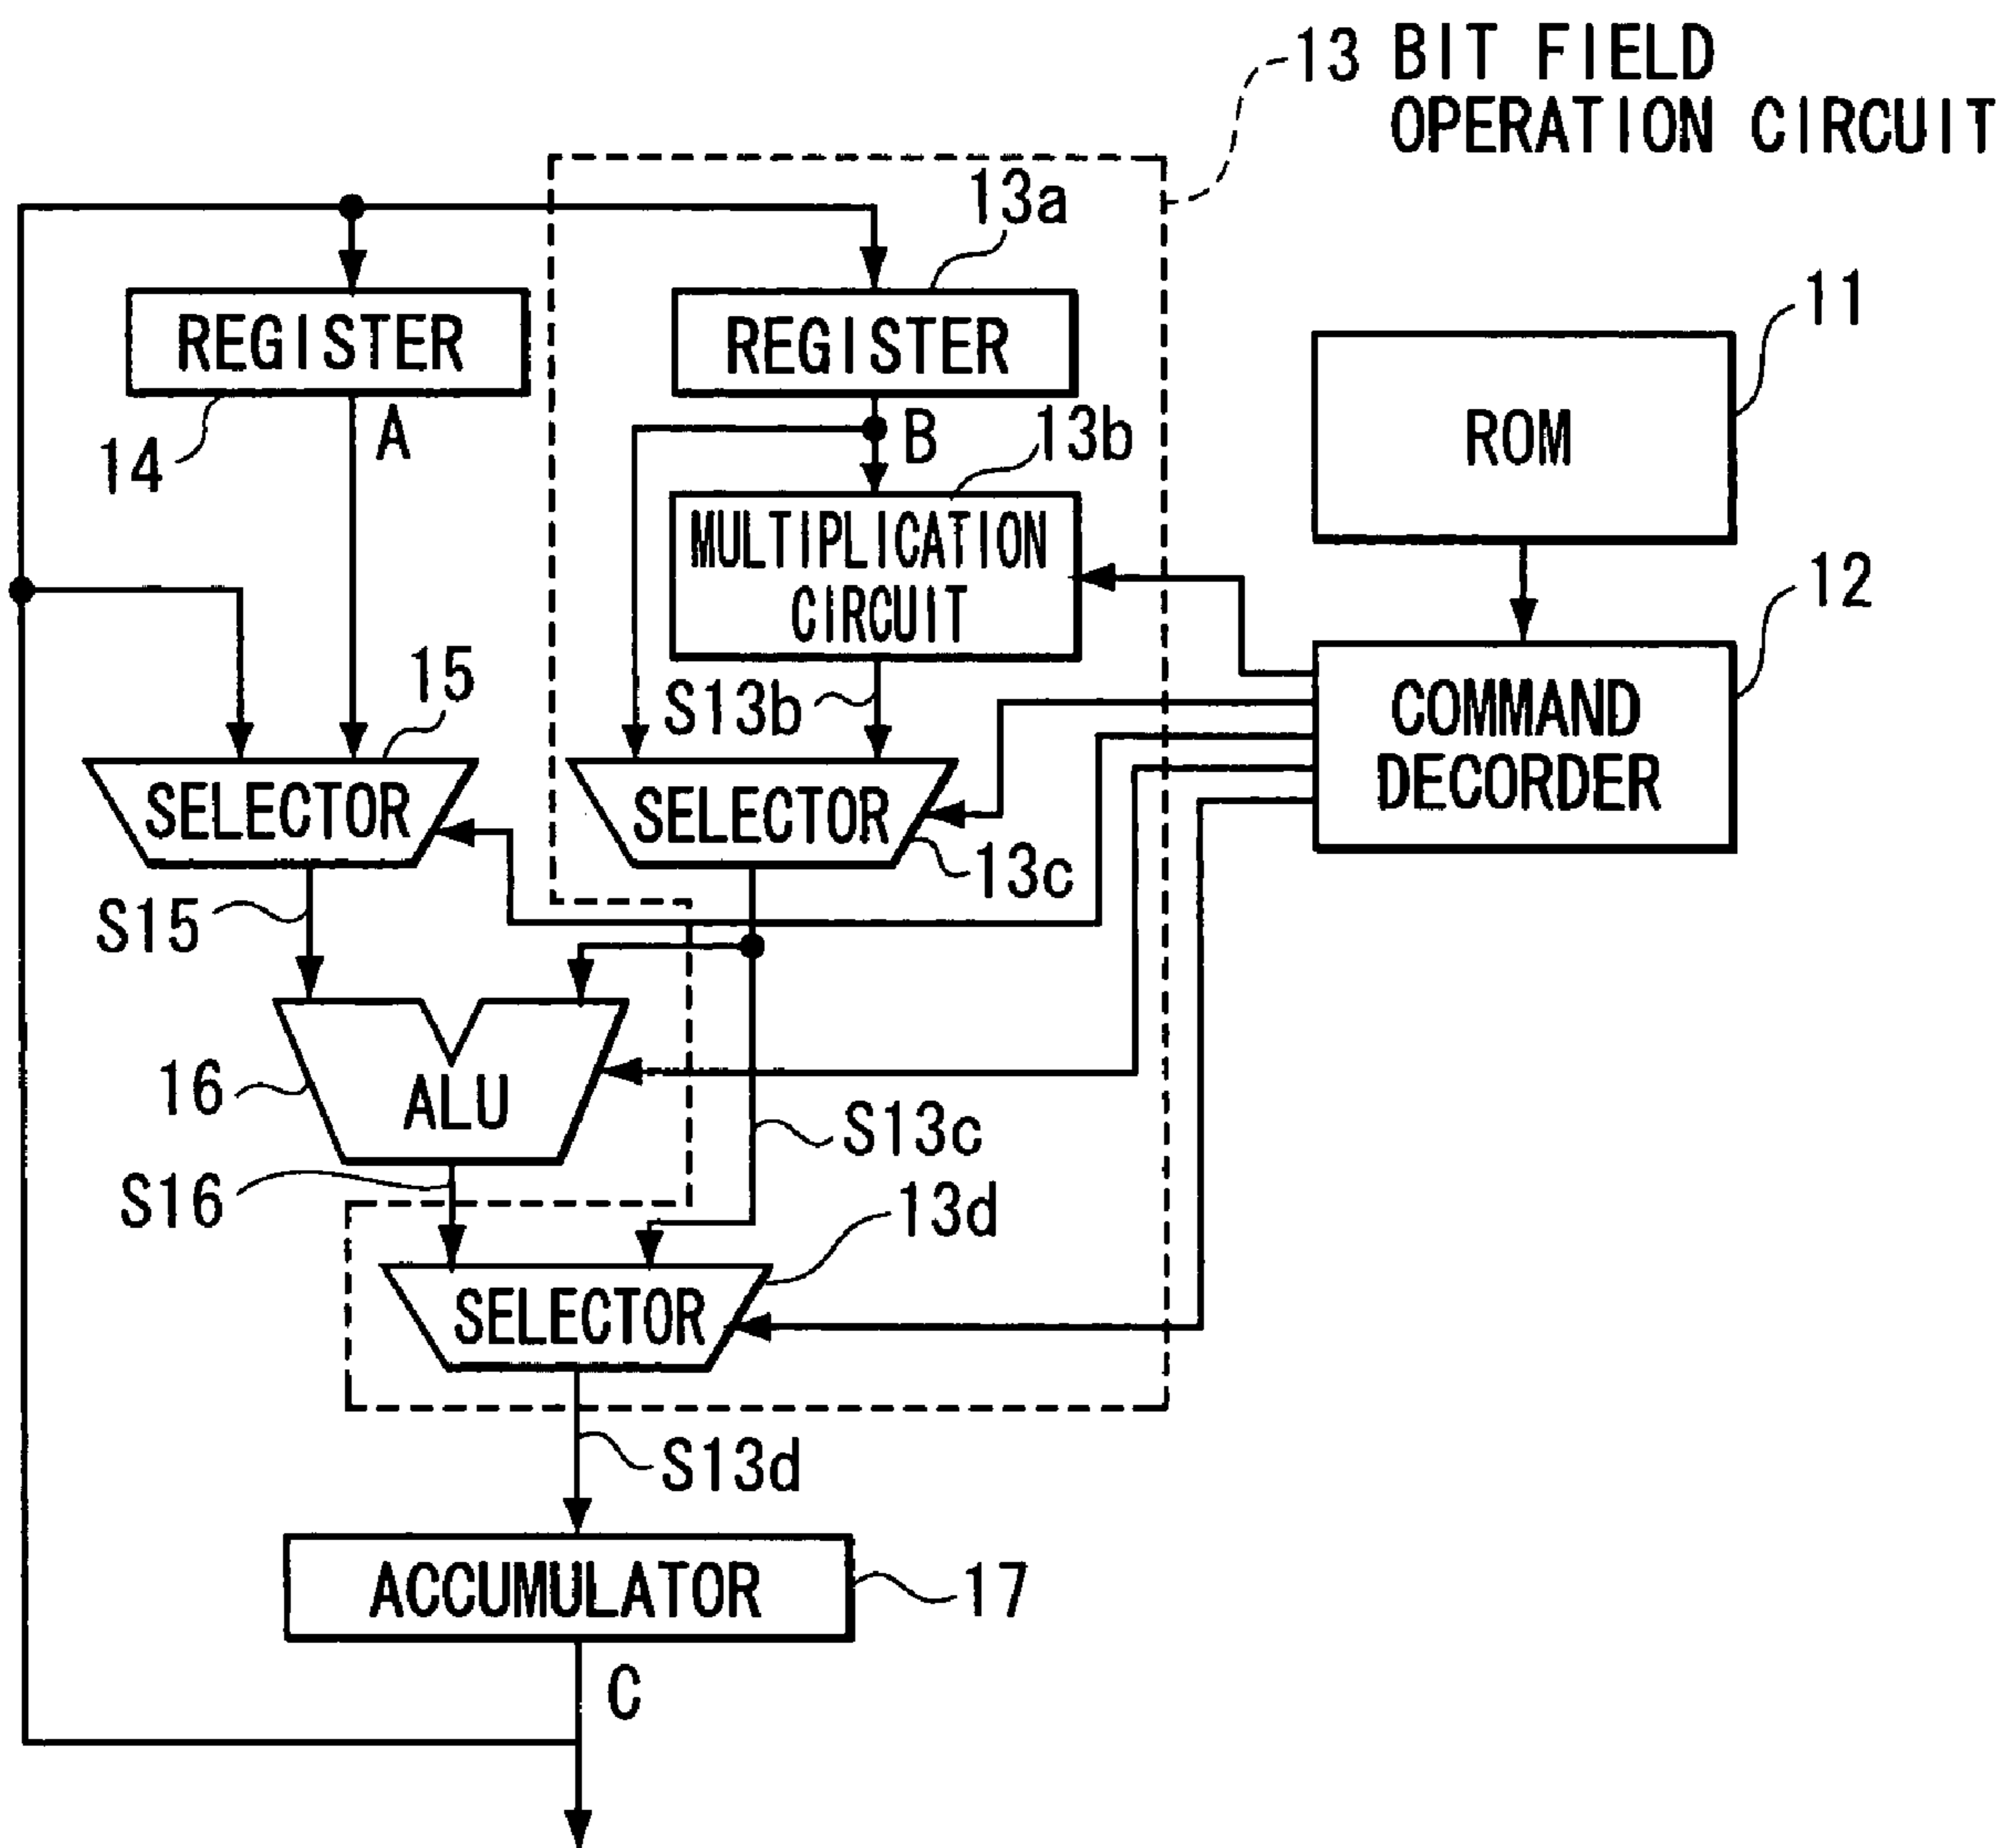 13 BIT FIELD
OPERATION CIRCUIT
13a
REGISTER
REGISTER
11
ROM
14
A
B
13b
MULTIPLICATION
CIRCUIT
12
COMMAND
DECORDER
15
S13b
SELECTOR
SELECTOR
13c
S15
16
ALU
S13c
S16
13d
SELECTOR
S13d
ACCUMULATOR
17
C